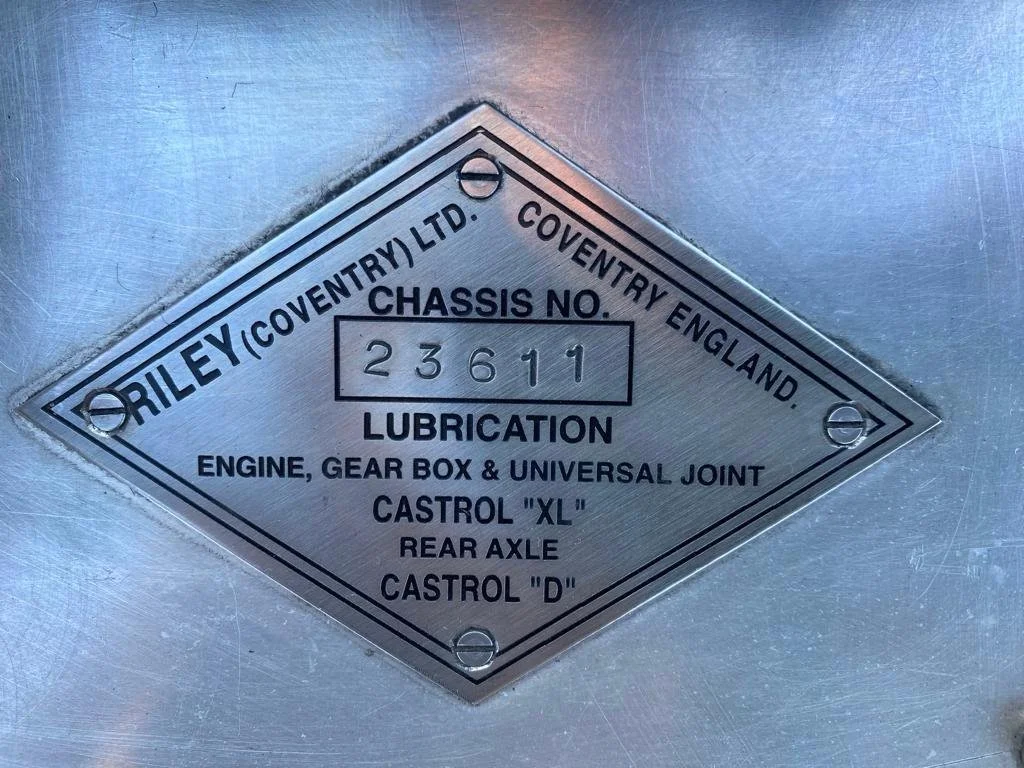 RILEY (COVENTRY) LTD.
COVENTRY ENGLAND.
CHASSIS NO.
23611
LUBRICATION
ENGINE, GEAR BOX & UNIVERSAL JOINT
CASTROL "XL"
REAR AXLE
CASTROL "D"